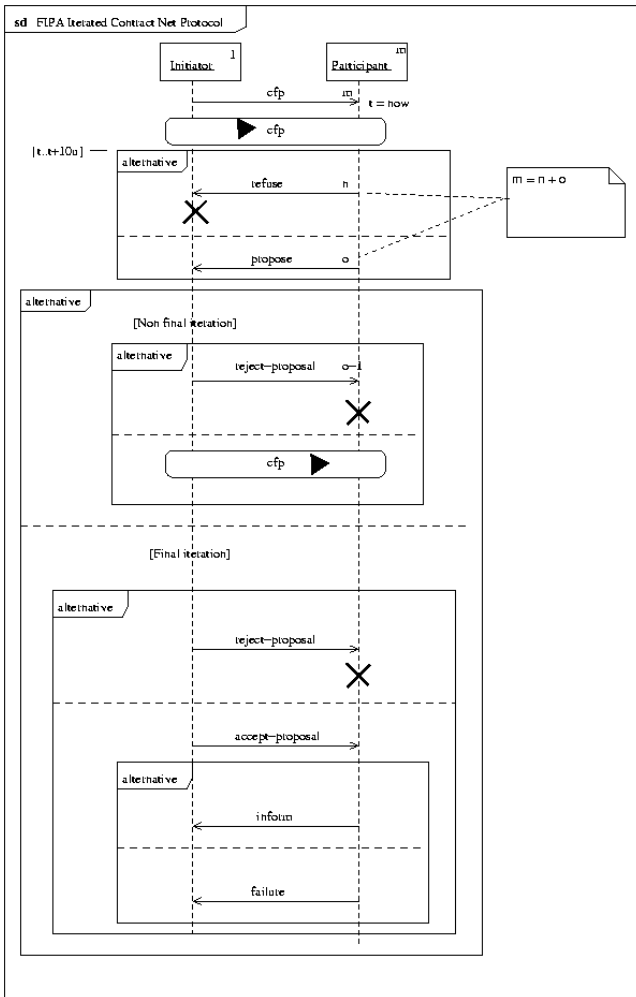 sd FIPA Iterated Contract Net Protocol
1
m
Initiator
Participant
cfp m
t = now
cfp
[t..t+10u]
alternative
refuse n
m = n + o
propose o
alternative
[Non final iteration]
alternative
reject-proposal o-1
cfp
[Final iteration]
alternative
reject-proposal
accept-proposal
alternative
inform
failure